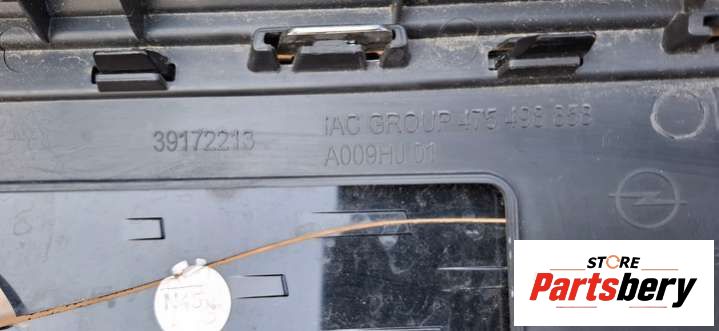 39172213
IAC GROUP 475 498 858
A009HJ 01
STORE
Partsbery